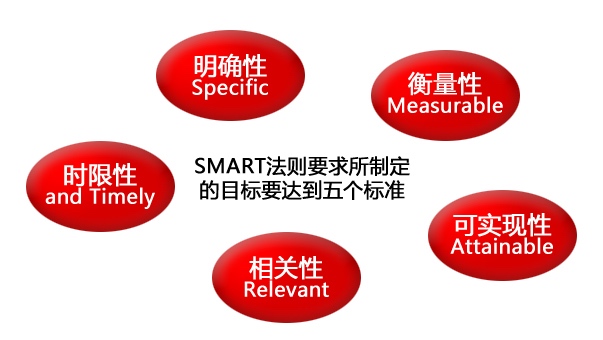 明确性
Specific
衡量性
Measurable
时限性
and Timely
SMART法则要求所制定
的目标要达到五个标准
可实现性
Attainable
相关性
Relevant